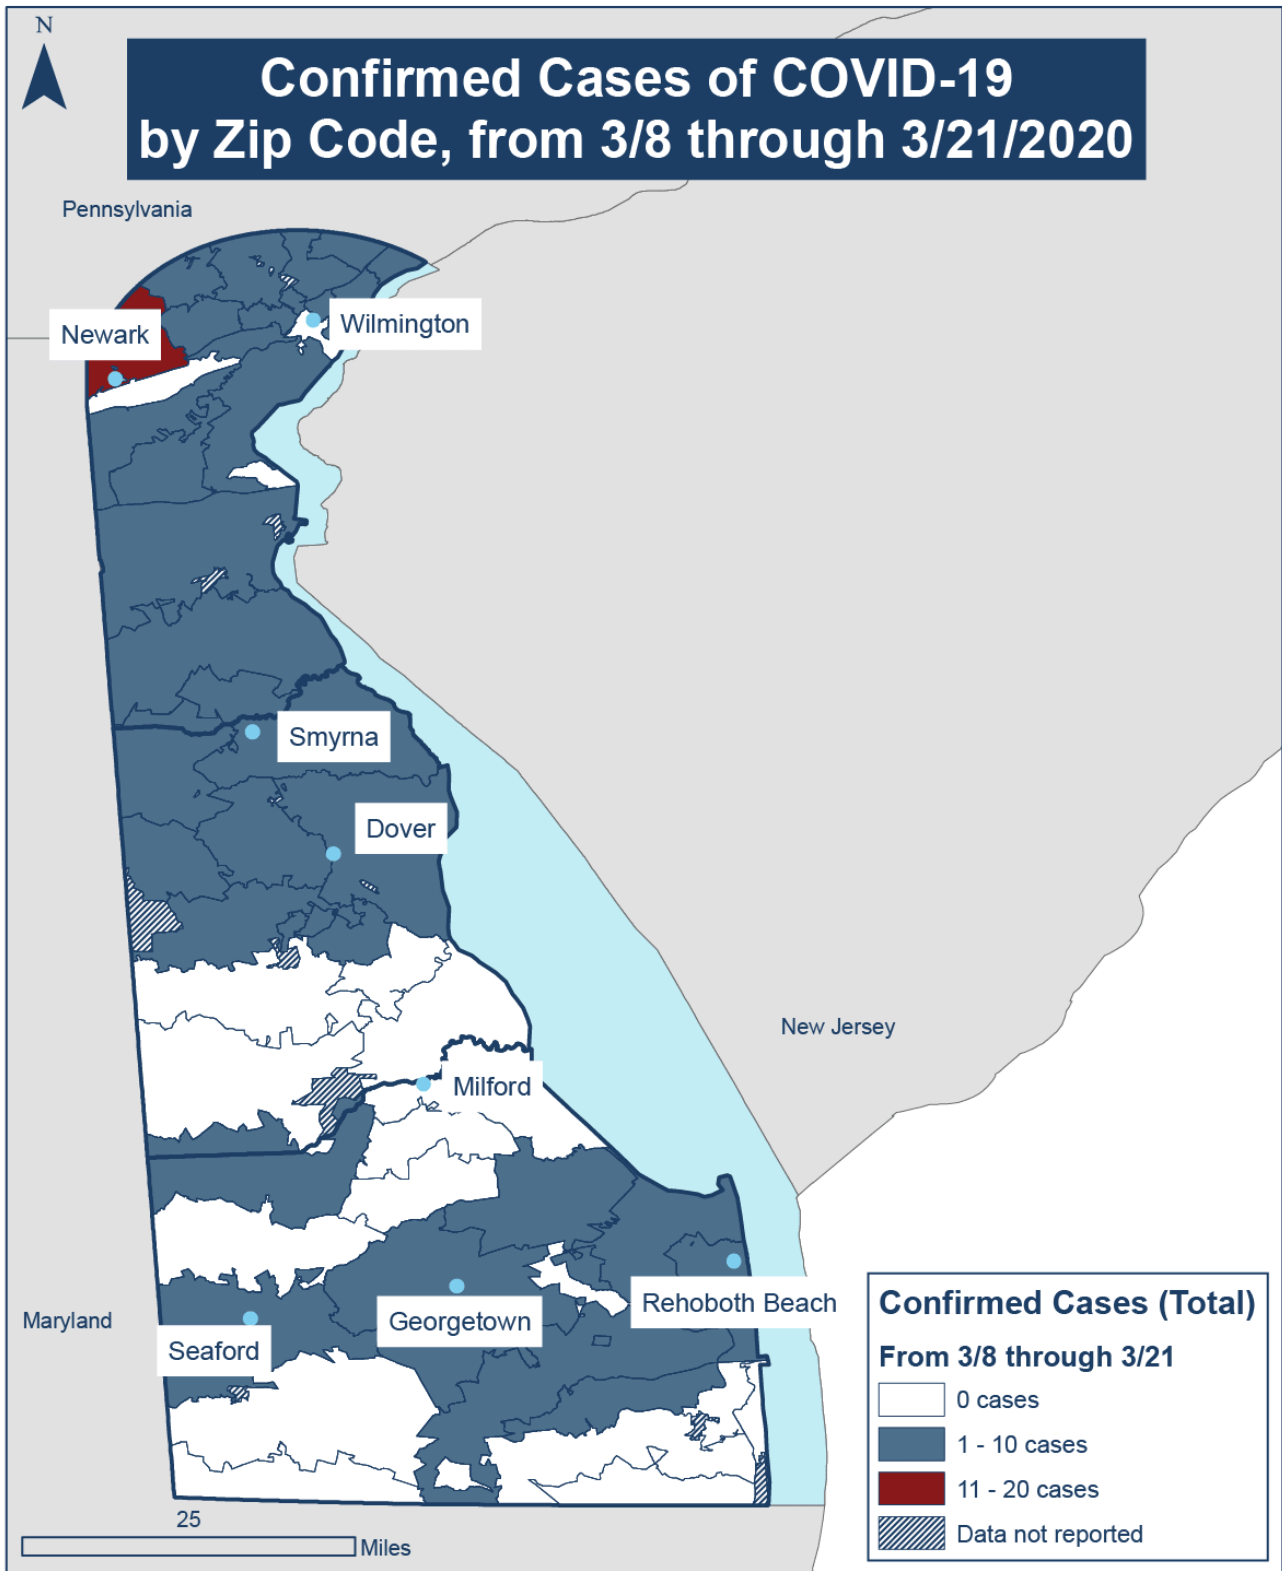 N
Confirmed Cases of COVID-19
by Zip Code, from 3/8 through 3/21/2020
Pennsylvania
Newark
Wilmington
Smyrna
Dover
New Jersey
Milford
Maryland
Seaford
Georgetown
Rehoboth Beach
Confirmed Cases (Total)
From 3/8 through 3/21
0 cases
1 - 10 cases
11 - 20 cases
Data not reported
25
Miles